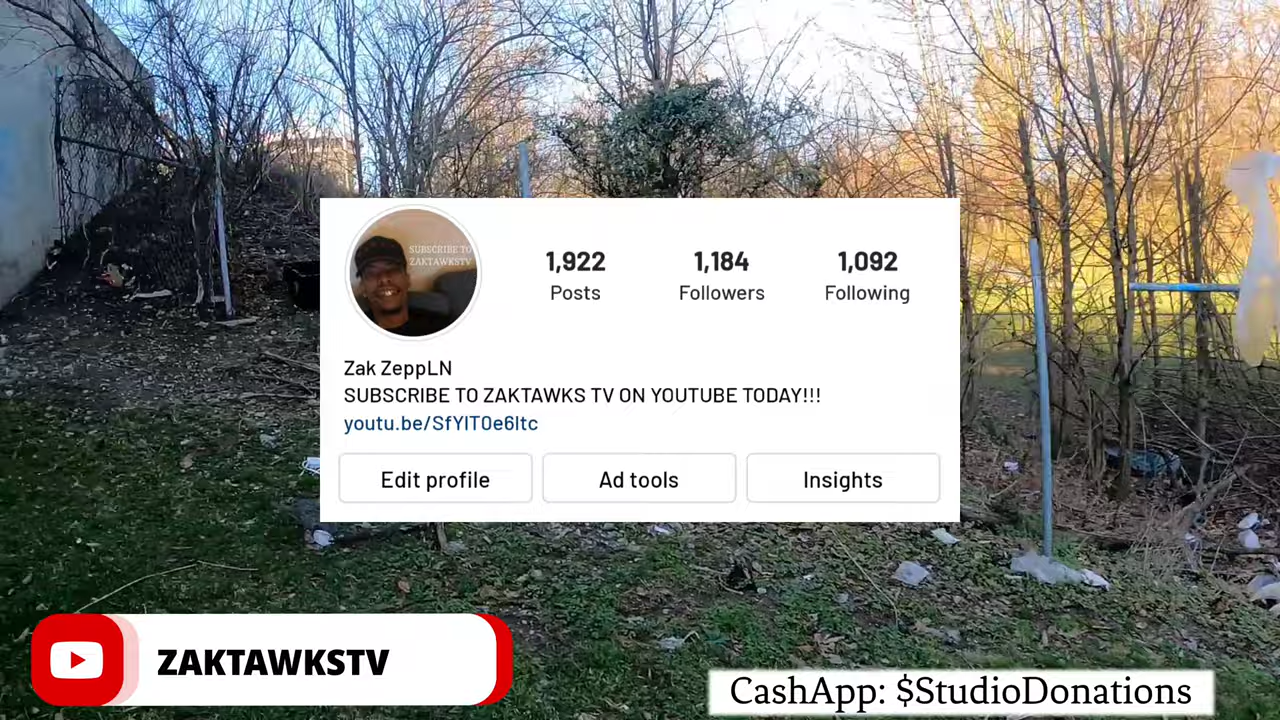 SUBSCRIBE TO
ZAKTAWKSTV
1,922 1,184 1,092
Posts Followers Following
Zak ZeppLN
SUBSCRIBE TO ZAKTAWKS TV ON YOUTUBE TODAY!!!
youtu.be/SfYIT0e6ltc
Edit profile Ad tools Insights
ZAKTAWKSTV
CashApp: $StudioDonations